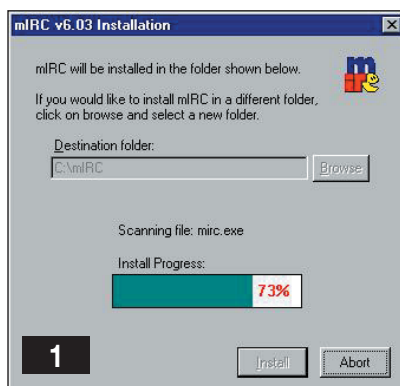 mIRC v6.03 Installation
mIRC will be installed in the folder shown below.
mirc
If you would like to install mIRC in a different folder,
click on browse and select a new folder.
Destination folder:
C:\mIRC
Browse
Scanning file: mirc.exe
Install Progress:
73%
1
Install
Abort